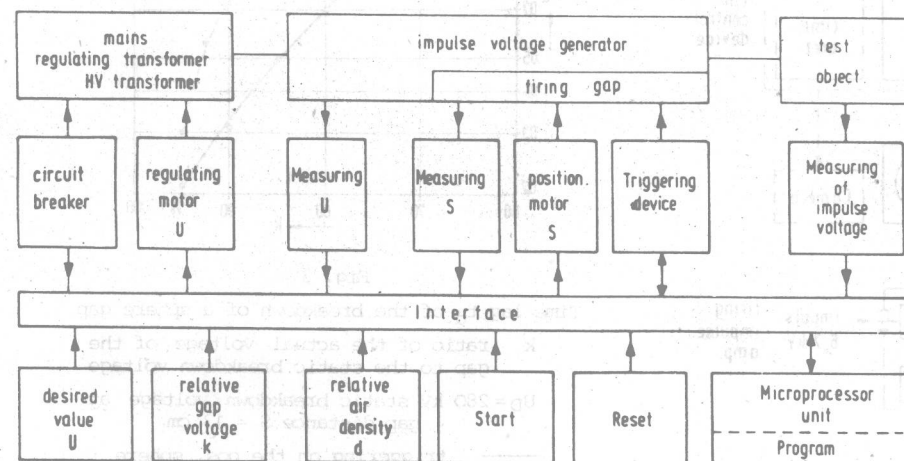 mains
regulating transformer
HV transformer
impulse voltage generator
firing gap
test
object
circuit
breaker
regulating
motor
U
Measuring
U
Measuring
S
position.
motor
S
Triggering
device
Measuring
of
impulse
voltage
Interface
desired
value
U
relative
gap
voltage
k
relative
air
density
d
Start
Reset
Microprocessor
unit
Program